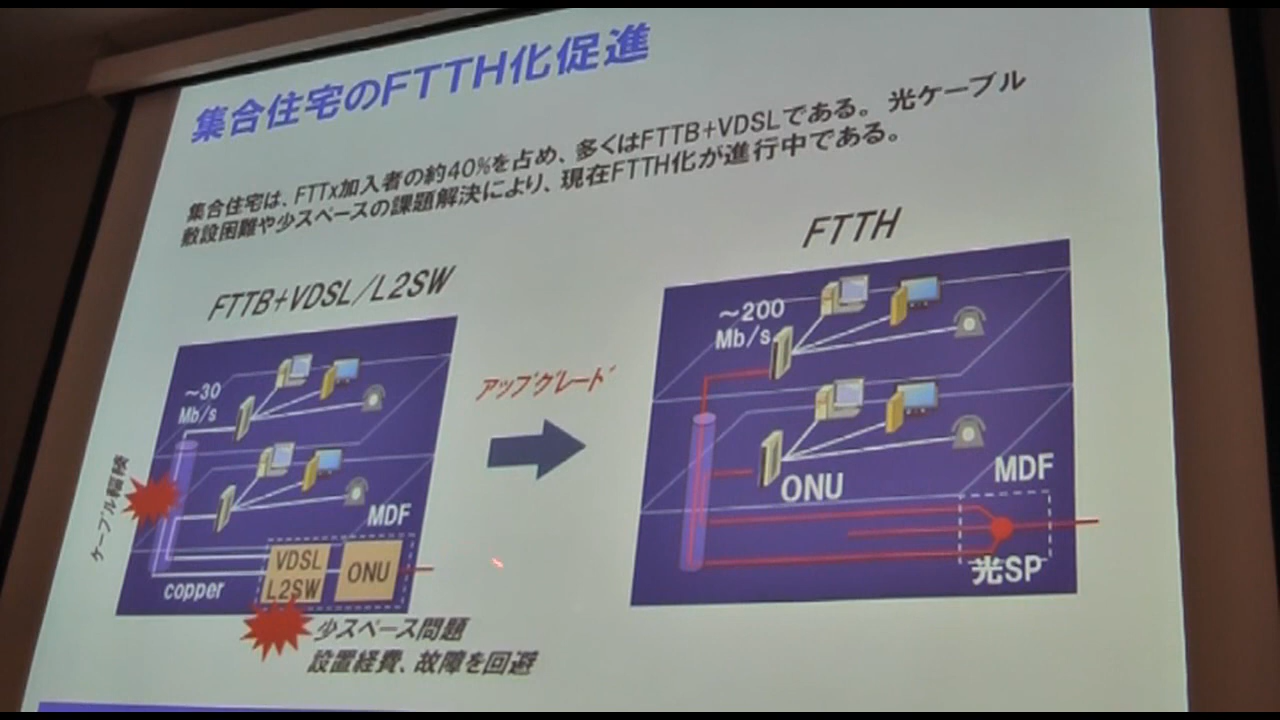 集合住宅のFTTH化促進
集合住宅は、FTTx加入者の約40%を占め、多くはFTTB+VDSLである。光ケーブル
敷設困難や少スペースの課題解決により、現在FTTH化が進行中である。
FTTB+VDSL/L2SW
FTTH
～30
Mb/s
ケーブル輻輳
copper
VDSL
L2SW
ONU
MDF
少スペース問題
設置経費、故障を回避
アップグレード
～200
Mb/s
ONU
MDF
光SP